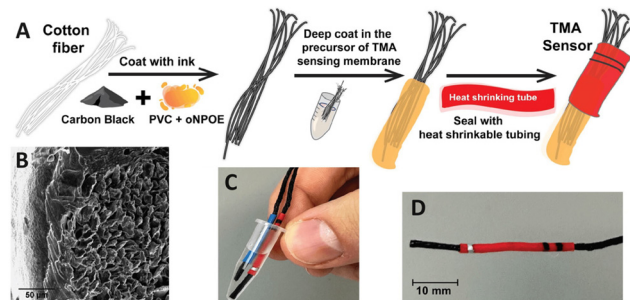 A
Cotton
fiber
Coat with ink
Carbon Black
PVC + oNPOE
Deep coat in the
precursor of TMA
sensing membrane
Heat shrinking tube
Seal with
heat shrinkable tubing
TMA
Sensor
B
50 µm
C
D
10 mm